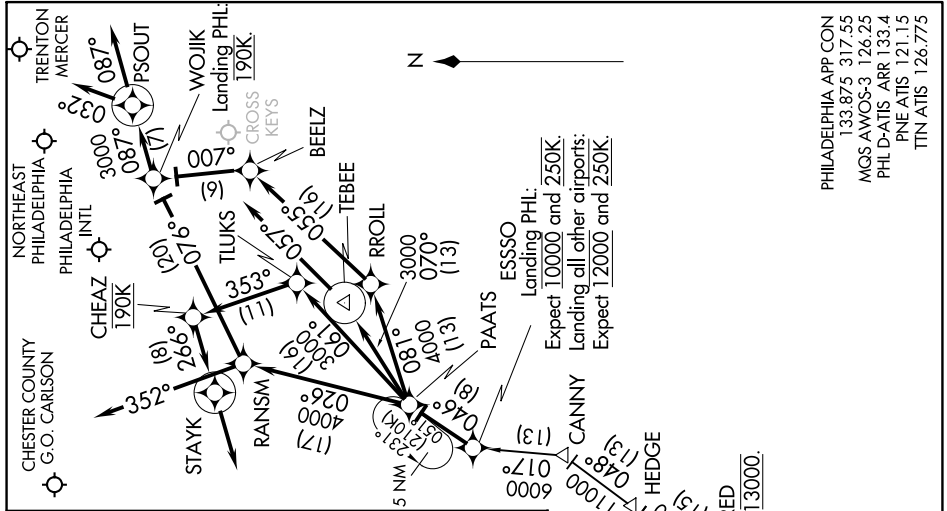 CHESTER COUNTY
G.O. CARLSON
NORTHEAST
PHILADELPHIA
PHILADELPHIA
INTL
TRENTON
MERCER
032°
087°
PSOUT
3000
087°
(7)
WOJIK
Landing PHL:
190K.
CROSS
KEYS
007°
(9)
BEELZ
CHEAZ
190K
(20)
076°
266°
(8)
353°
(11)
TLUKS
057°
055°
(16)
TEBEE
RROLL
352°
STAYK
RANSM
(16)
3000
061°
3000
070°
(13)
081°
4000
(13)
(17)
4000
026°
PAATS
231°
051°
(210K)
5 NM
046°
(8)
ESSSO
Landing PHL:
Expect 10000 and 250K.
Landing all other airports:
Expect 12000 and 250K.
(13)
017°
6000
CANNY
11000
048°
(13)
HEDGE
(15)
RED
13000.
N
PHILADELPHIA APP CON
133.875 317.55
MQS AWOS-3 126.25
PHL D-ATIS ARR 133.4
PNE ATIS 121.15
TTN ATIS 126.775